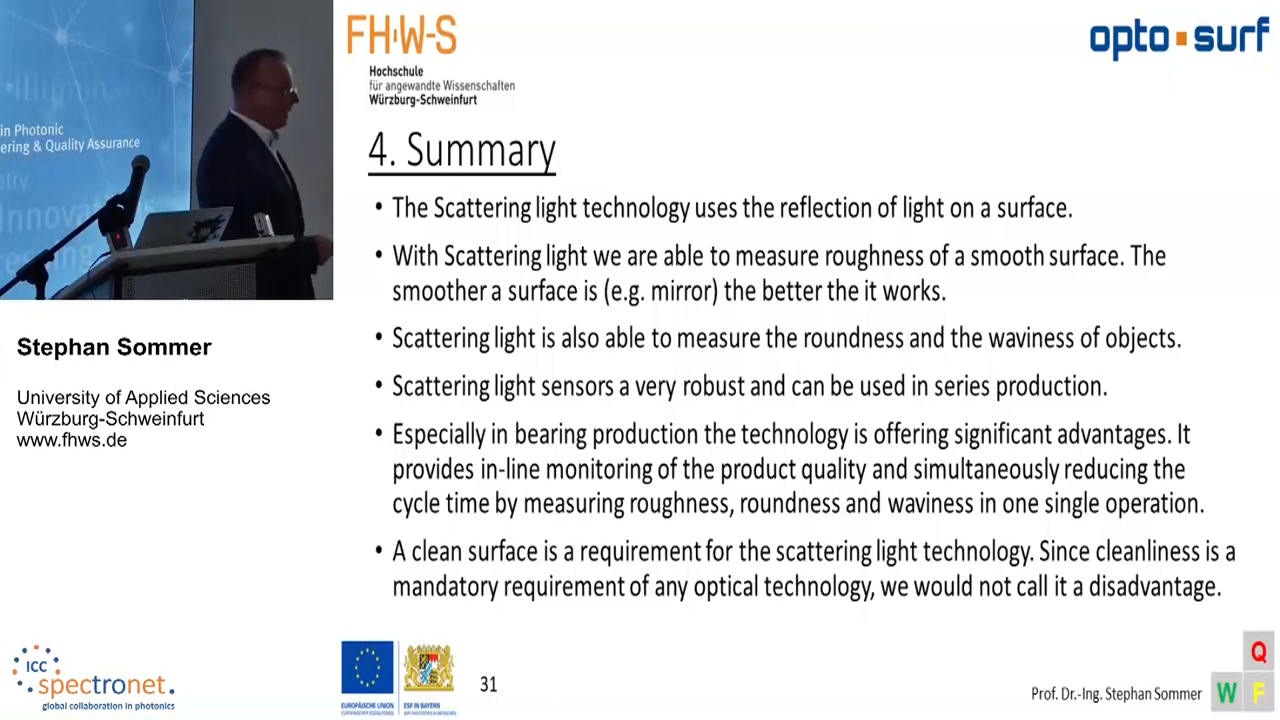 in Photonic
ering & Quality Assurance
FH·W-S
Hochschule
für angewandte Wissenschaften
Würzburg-Schweinfurt
opto surf
4. Summary
• The Scattering light technology uses the reflection of light on a surface.
• With Scattering light we are able to measure roughness of a smooth surface. The
smoother a surface is (e.g. mirror) the better the it works.
• Scattering light is also able to measure the roundness and the waviness of objects.
• Scattering light sensors a very robust and can be used in series production.
• Especially in bearing production the technology is offering significant advantages. It
provides in-line monitoring of the product quality and simultaneously reducing the
cycle time by measuring roughness, roundness and waviness in one single operation.
• A clean surface is a requirement for the scattering light technology. Since cleanliness is a
mandatory requirement of any optical technology, we would not call it a disadvantage.
Stephan Sommer
University of Applied Sciences
Würzburg-Schweinfurt
www.fhws.de
ICC
spectronet.
global collaboration in photonics
EUROPÄISCHE UNION
ESF IN BAYERN
31
Prof. Dr.-Ing. Stephan Sommer
Q
W F